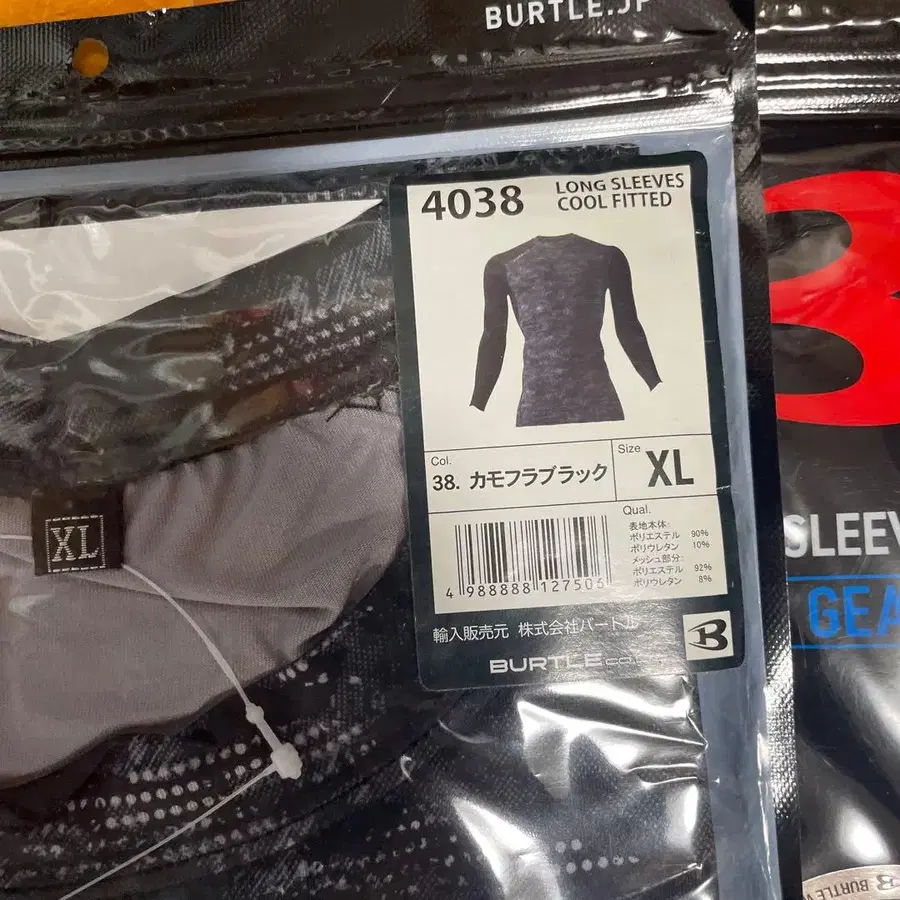 BURTLE.JP
4038
LONG SLEEVES
COOL FITTED
Col.
38. カモフラブラック
Size
XL
Qual.
表地本体:
ポリエステル 90%
ポリウレタン 10%
メッシュ部分:
ポリエステル 92%
ポリウレタン 8%
4 988888 127506
輸入販売元 株式会社バートル
BURTLE
XL
B
SLEEV
GEA
BURTLE